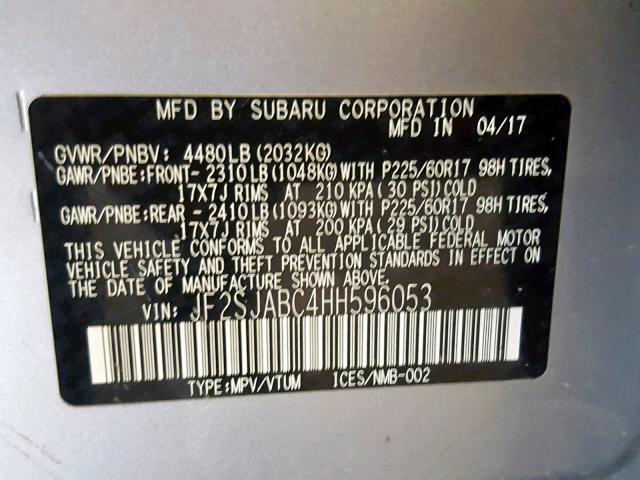 MFD BY SUBARU CORPORATION
MFD IN 04/17
GVWR/PNBV: 4480LB(2032KG)
GAWR/PNBE:FRONT-2310LB(1048KG)WITH P225/60R17 98H TIRES,
17X7J RIMS AT 210 KPA(30 PSI)COLD
GAWR/PNBE:REAR -2410LB(1093KG)WITH P225/60R17 98H TIRES,
17X7J RIMS AT 200 KPA(29 PSI)COLD
THIS VEHICLE CONFORMS TO ALL APPLICABLE FEDERAL MOTOR
VEHICLE SAFETY AND THEFT PREVENTION STANDARDS IN EFFECT ON
THE DATE OF MANUFACTURE SHOWN ABOVE.
VIN: JF2SJABC4HH596053
TYPE:MPV/VTUM ICES/NMB-002